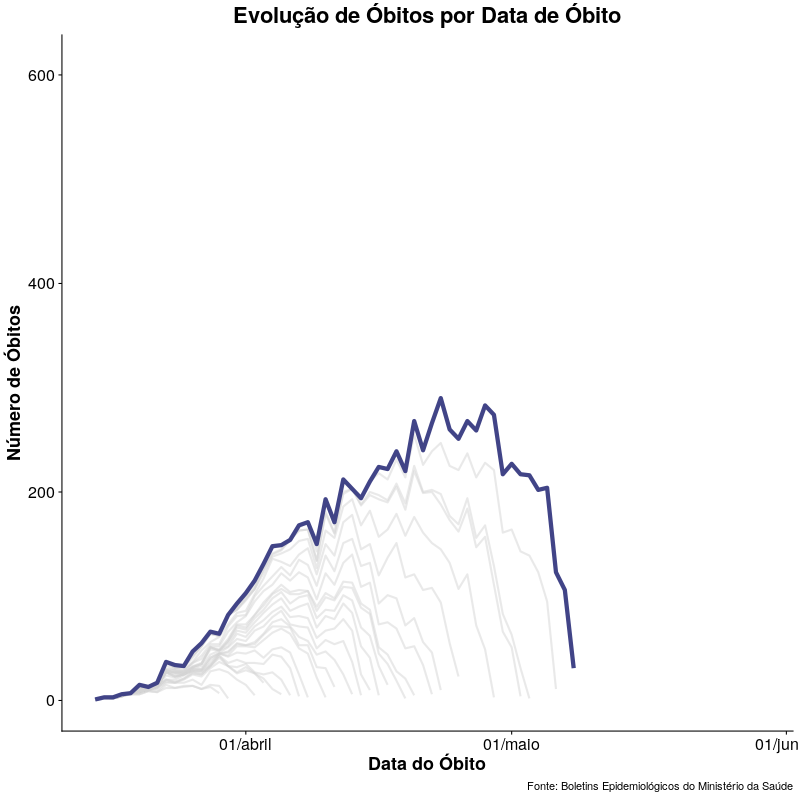 Evolução de Óbitos por Data de Óbito
600
400
200
0
Número de Óbitos
01/abril
01/maio
01/jun
Data do Óbito
Fonte: Boletins Epidemiológicos do Ministério da Saúde